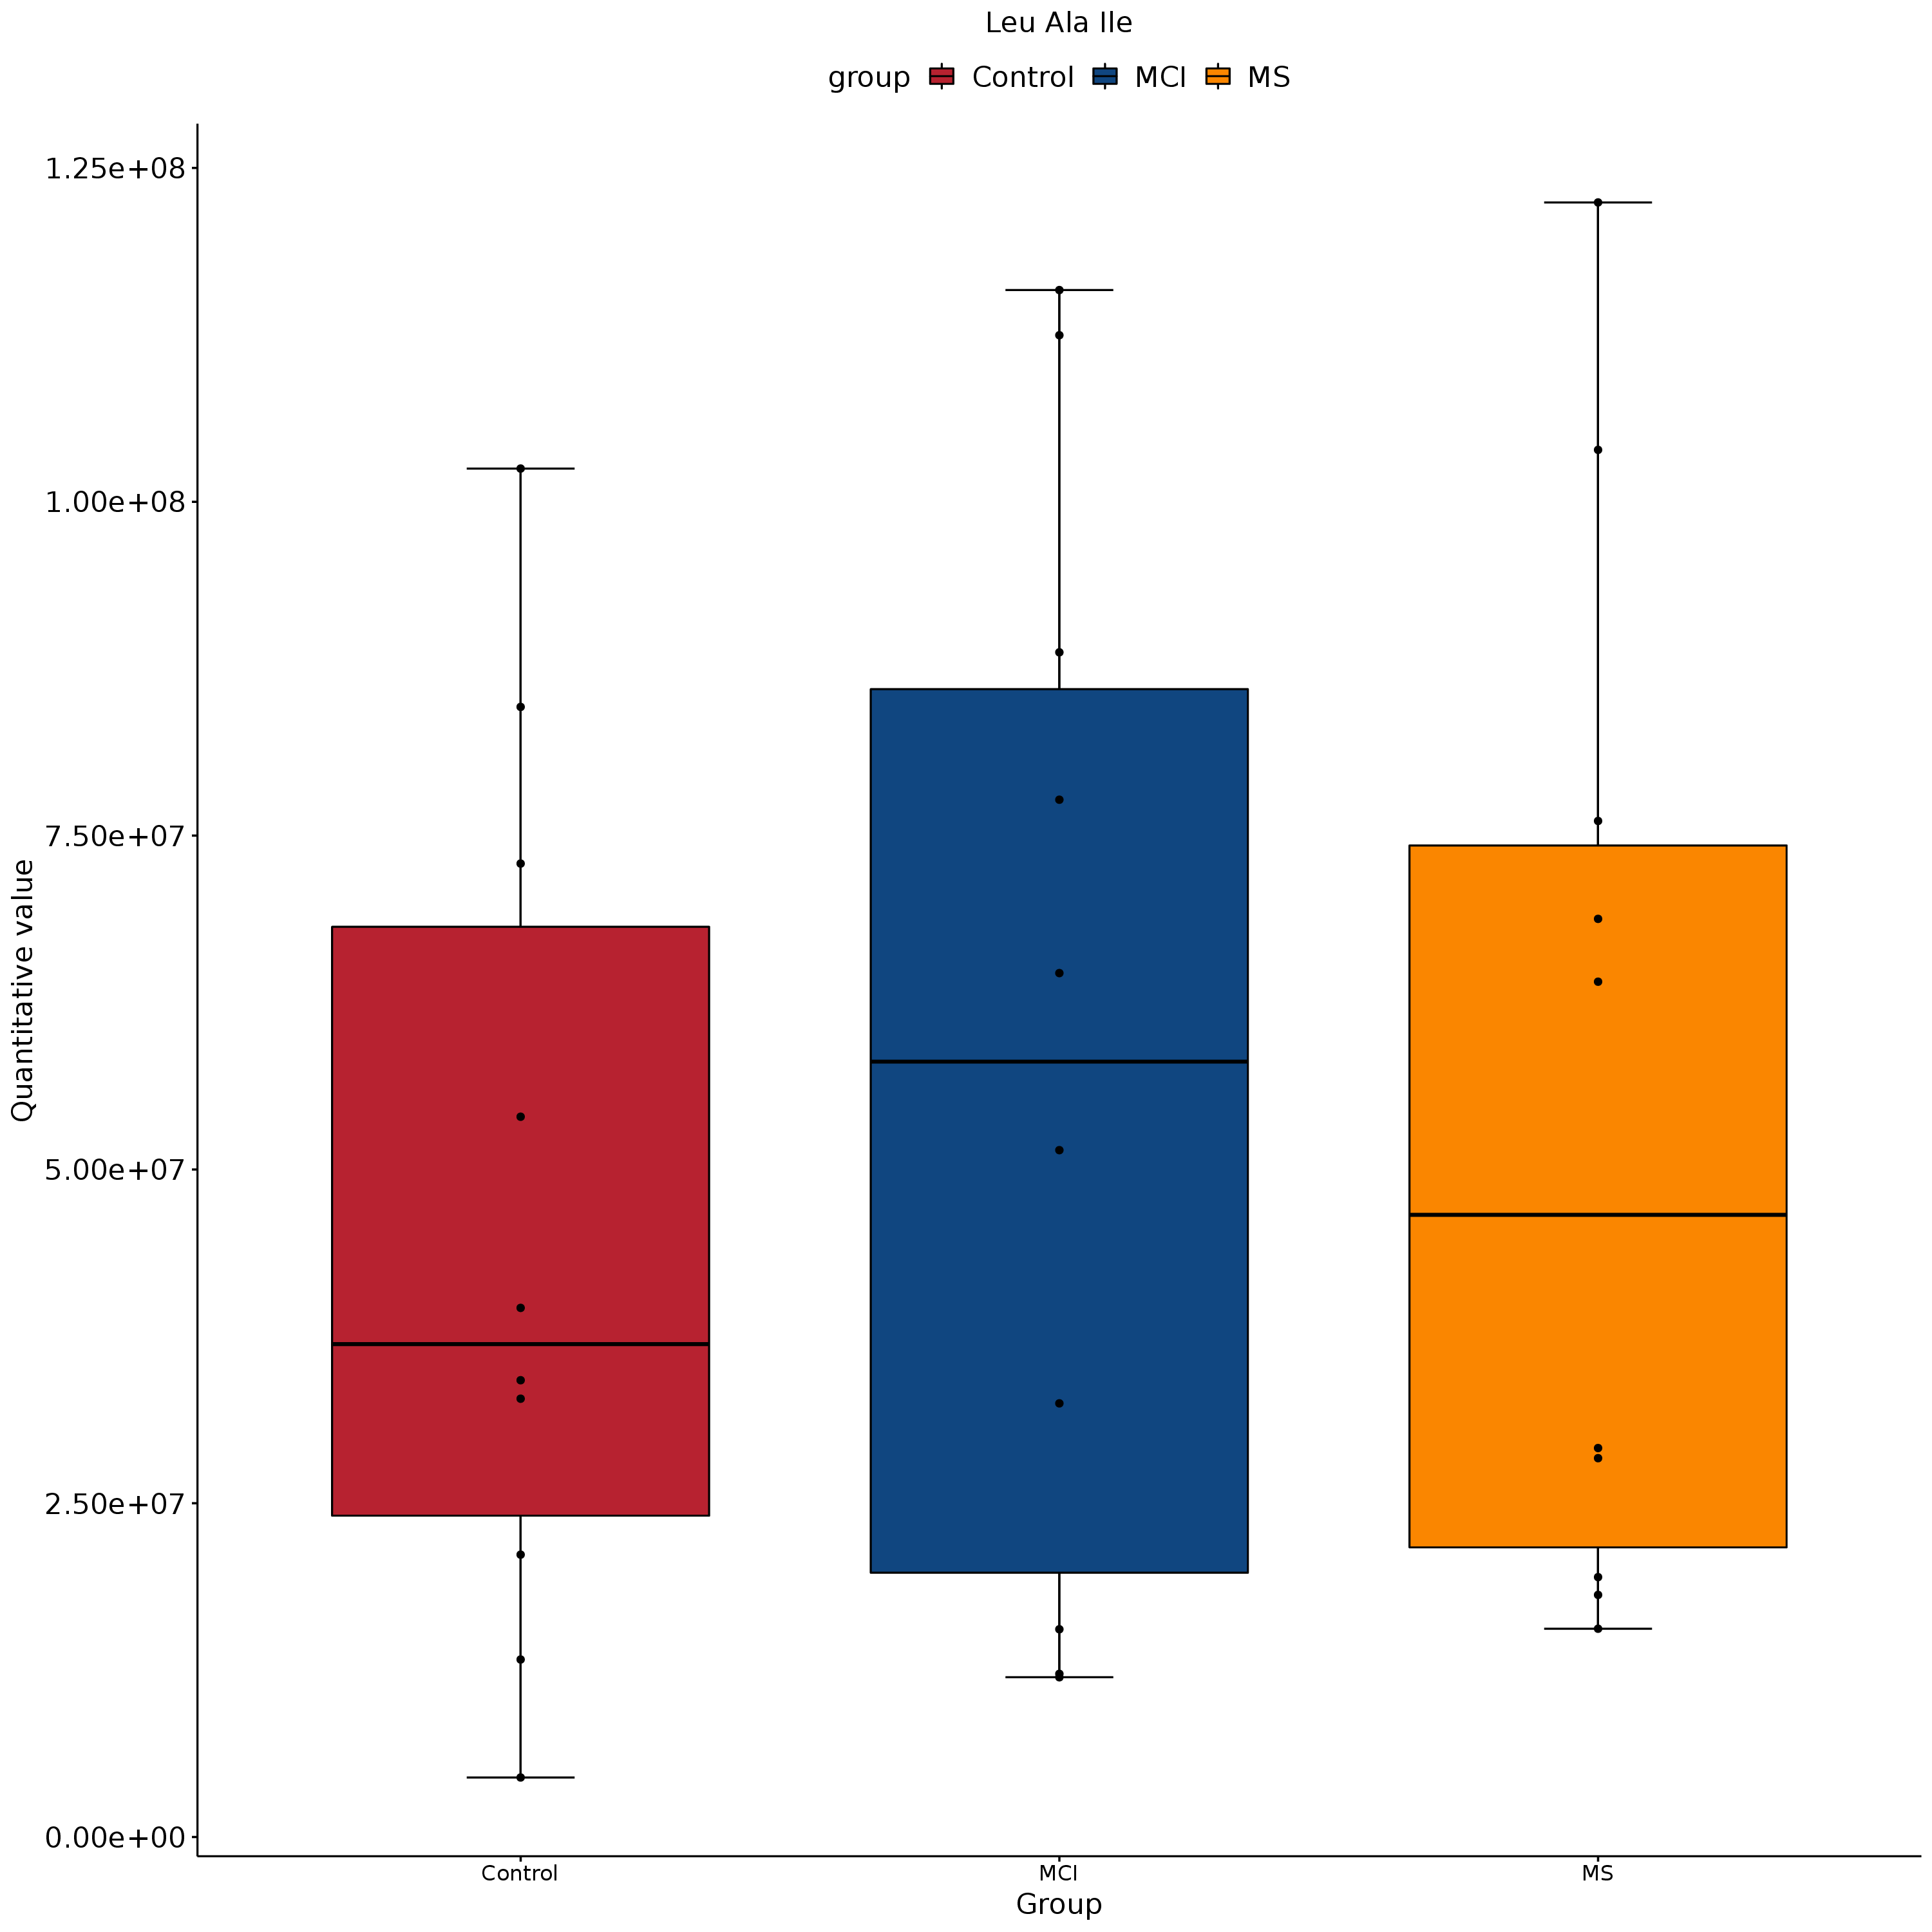 Leu Ala Ile
group Control MCI MS
1.25e+08
1.00e+08
7.50e+07
5.00e+07
2.50e+07
0.00e+00
Quantitative value
Control MCI MS
Group